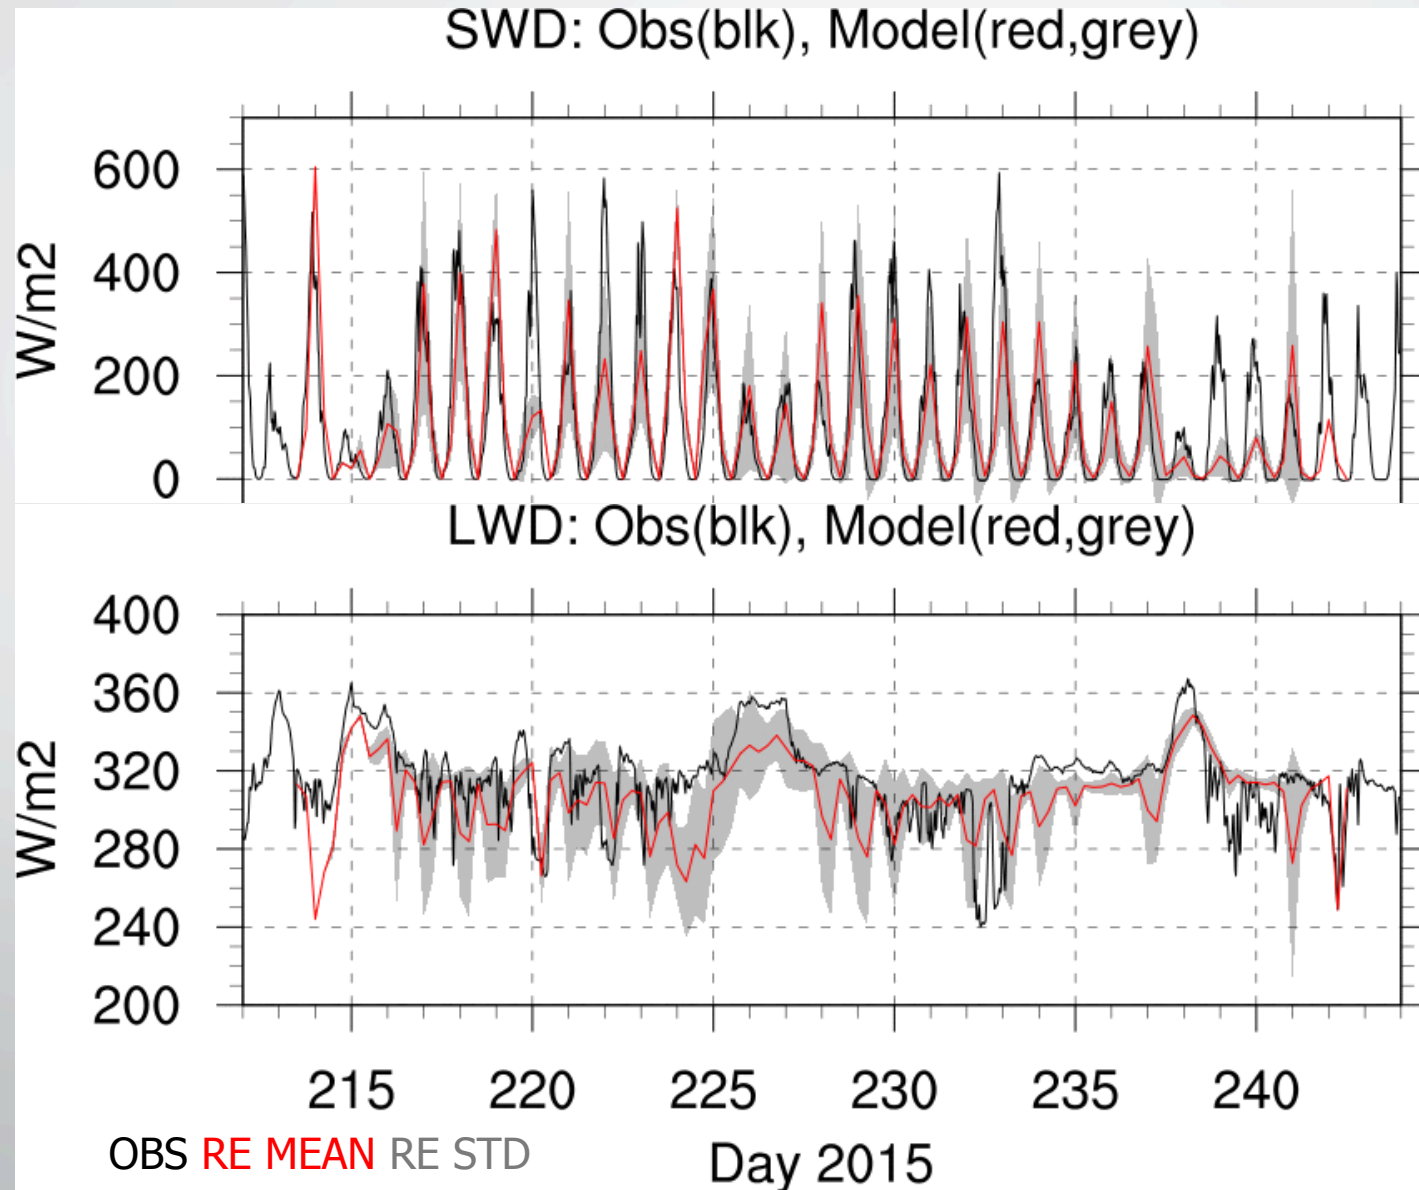 SWD: Obs(blk), Model(red,grey)
600
400
200
0
W/m2
LWD: Obs(blk), Model(red,grey)
400
360
320
280
240
200
W/m2
215 220 225 230 235 240
OBS RE MEAN RE STD
Day 2015